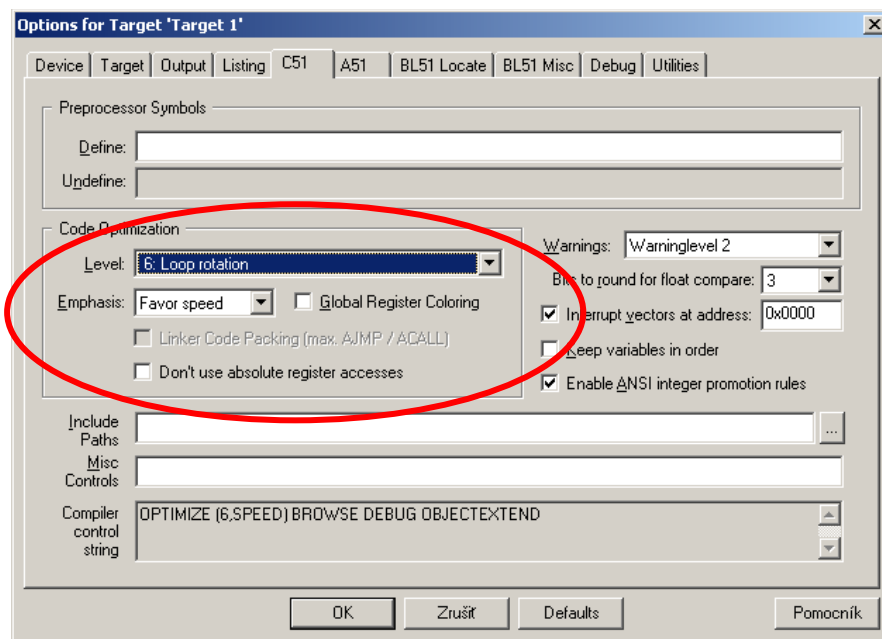 Options for Target 'Target 1'
Device Target Output Listing C51 A51 BL51 Locate BL51 Misc Debug Utilities
Preprocessor Symbols
Define:
Undefine:
Code Optimization
Level: 6: Loop rotation
Emphasis: Favor speed Global Register Coloring
Linker Code Packing (max. AJMP / ACALL)
Don't use absolute register accesses
Warnings: Warninglevel 2
Bits to round for float compare: 3
Interrupt vectors at address: 0x0000
Keep variables in order
Enable ANSI integer promotion rules
Include
Paths
...
Misc
Controls
Compiler
control
string
OPTIMIZE (6,SPEED) BROWSE DEBUG OBJECTEXTEND
OK Zrušiť Defaults Pomocník